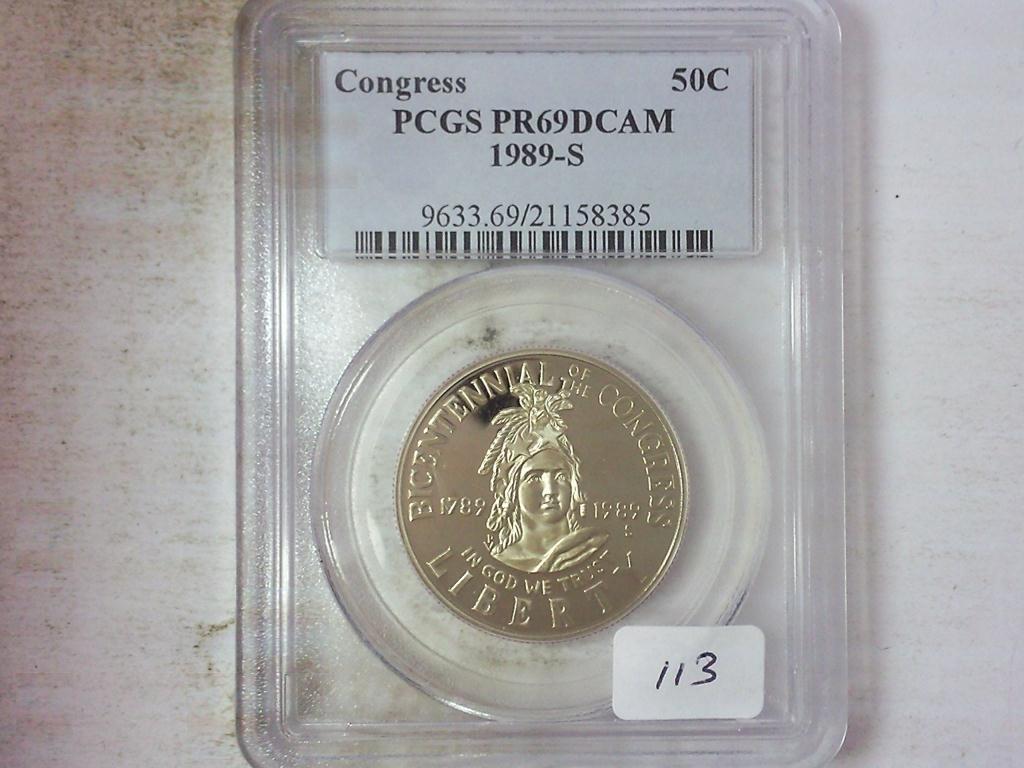 Congress 50C
PCGS PR69DCAM
1989-S
9633.69/21158385
BICENTENNIAL OF THE CONGRESS
1789 1989
S
IN GOD WE TRUST
LIBERTY
113